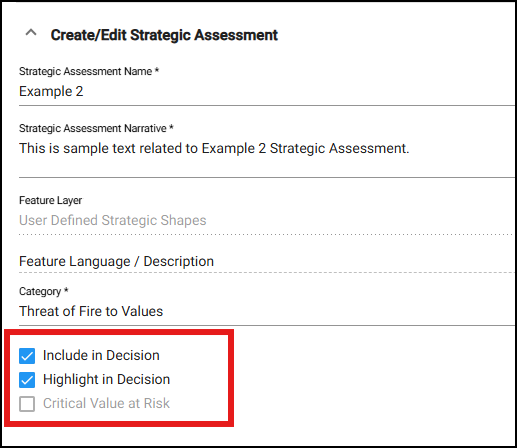 Create/Edit Strategic Assessment
Strategic Assessment Name *
Example 2
Strategic Assessment Narrative *
This is sample text related to Example 2 Strategic Assessment.
Feature Layer
User Defined Strategic Shapes
Feature Language / Description
Category *
Threat of Fire to Values
Include in Decision
Highlight in Decision
Critical Value at Risk